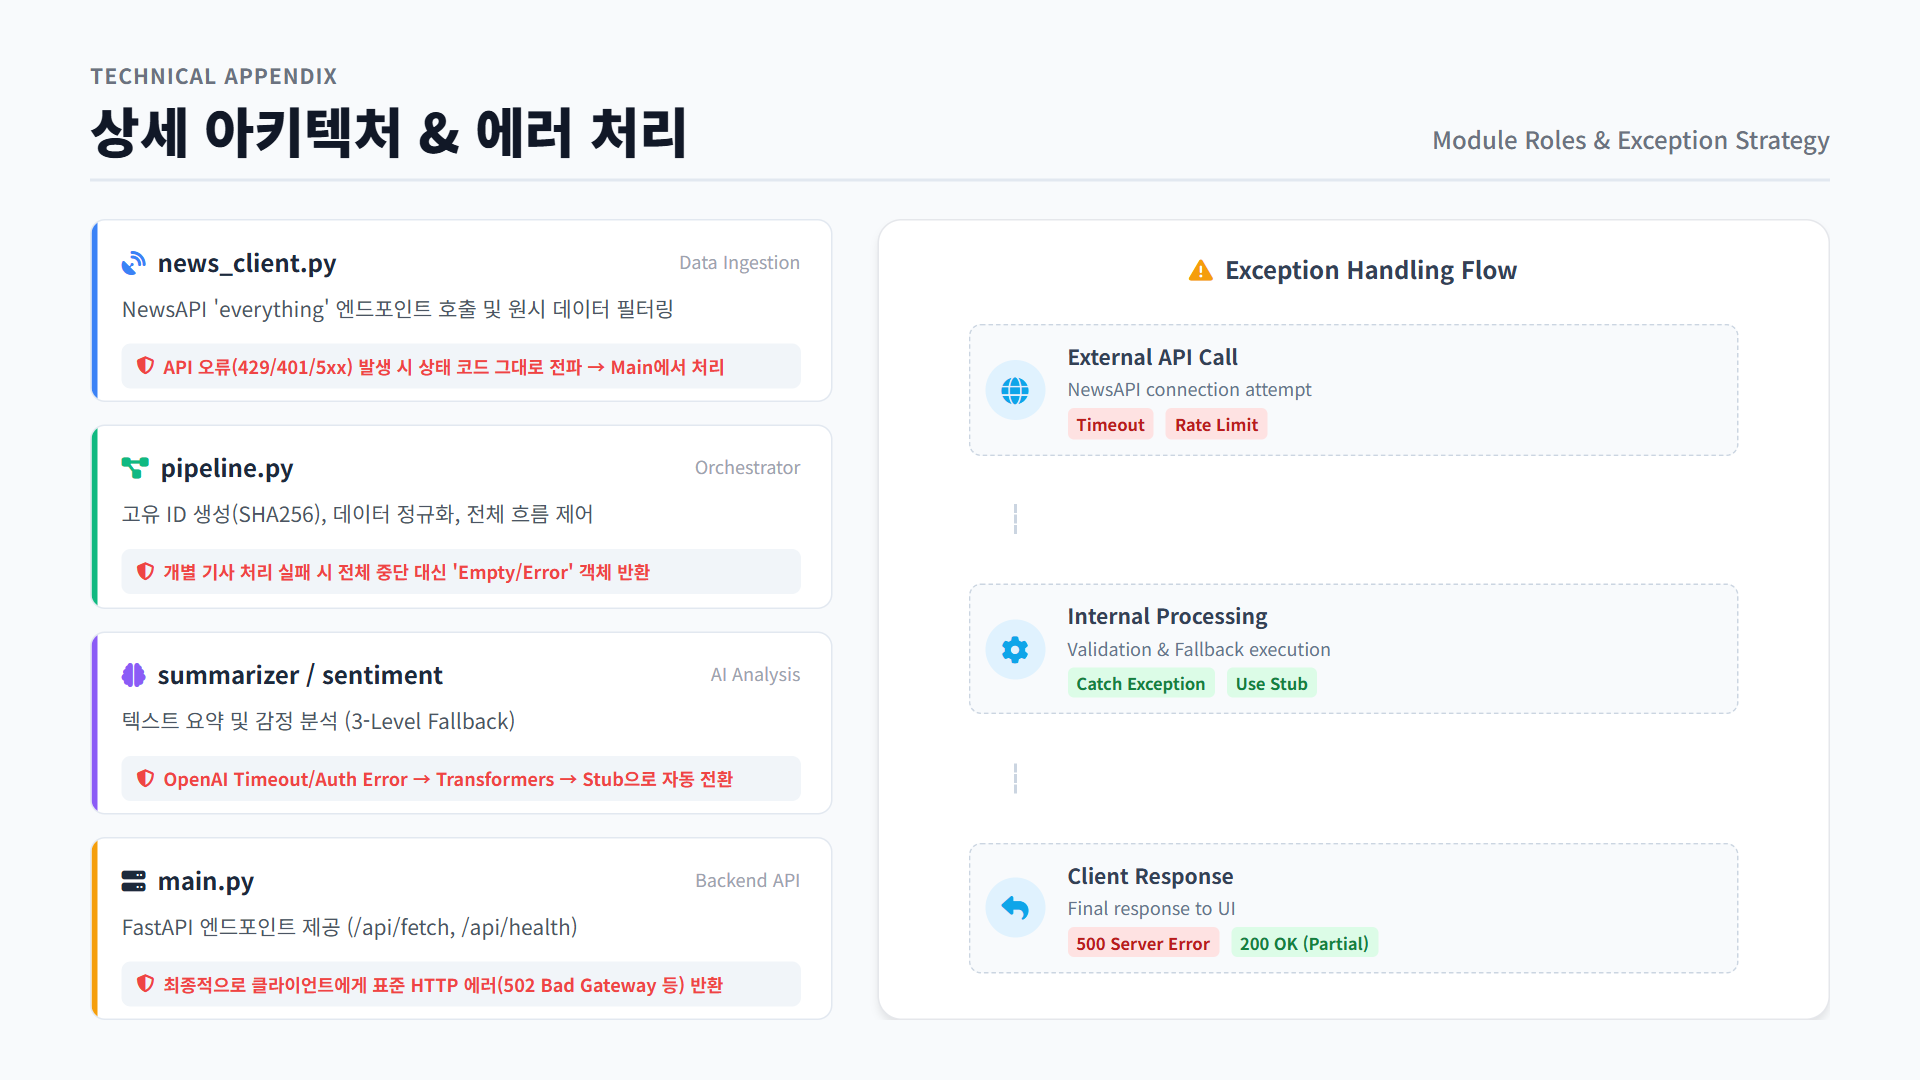 TECHNICAL APPENDIX
상세 아키텍처 & 에러 처리
Module Roles & Exception Strategy
news_client.py
Data Ingestion
NewsAPI 'everything' 엔드포인트 호출 및 원시 데이터 필터링
API 오류(429/401/5xx) 발생 시 상태 코드 그대로 전파 → Main에서 처리
pipeline.py
Orchestrator
고유 ID 생성(SHA256), 데이터 정규화, 전체 흐름 제어
개별 기사 처리 실패 시 전체 중단 대신 'Empty/Error' 객체 반환
summarizer / sentiment
AI Analysis
텍스트 요약 및 감정 분석 (3-Level Fallback)
OpenAI Timeout/Auth Error → Transformers → Stub으로 자동 전환
main.py
Backend API
FastAPI 엔드포인트 제공 (/api/fetch, /api/health)
최종적으로 클라이언트에게 표준 HTTP 에러(502 Bad Gateway 등) 반환
Exception Handling Flow
External API Call
NewsAPI connection attempt
Timeout Rate Limit
Internal Processing
Validation & Fallback execution
Catch Exception Use Stub
Client Response
Final response to UI
500 Server Error 200 OK (Partial)